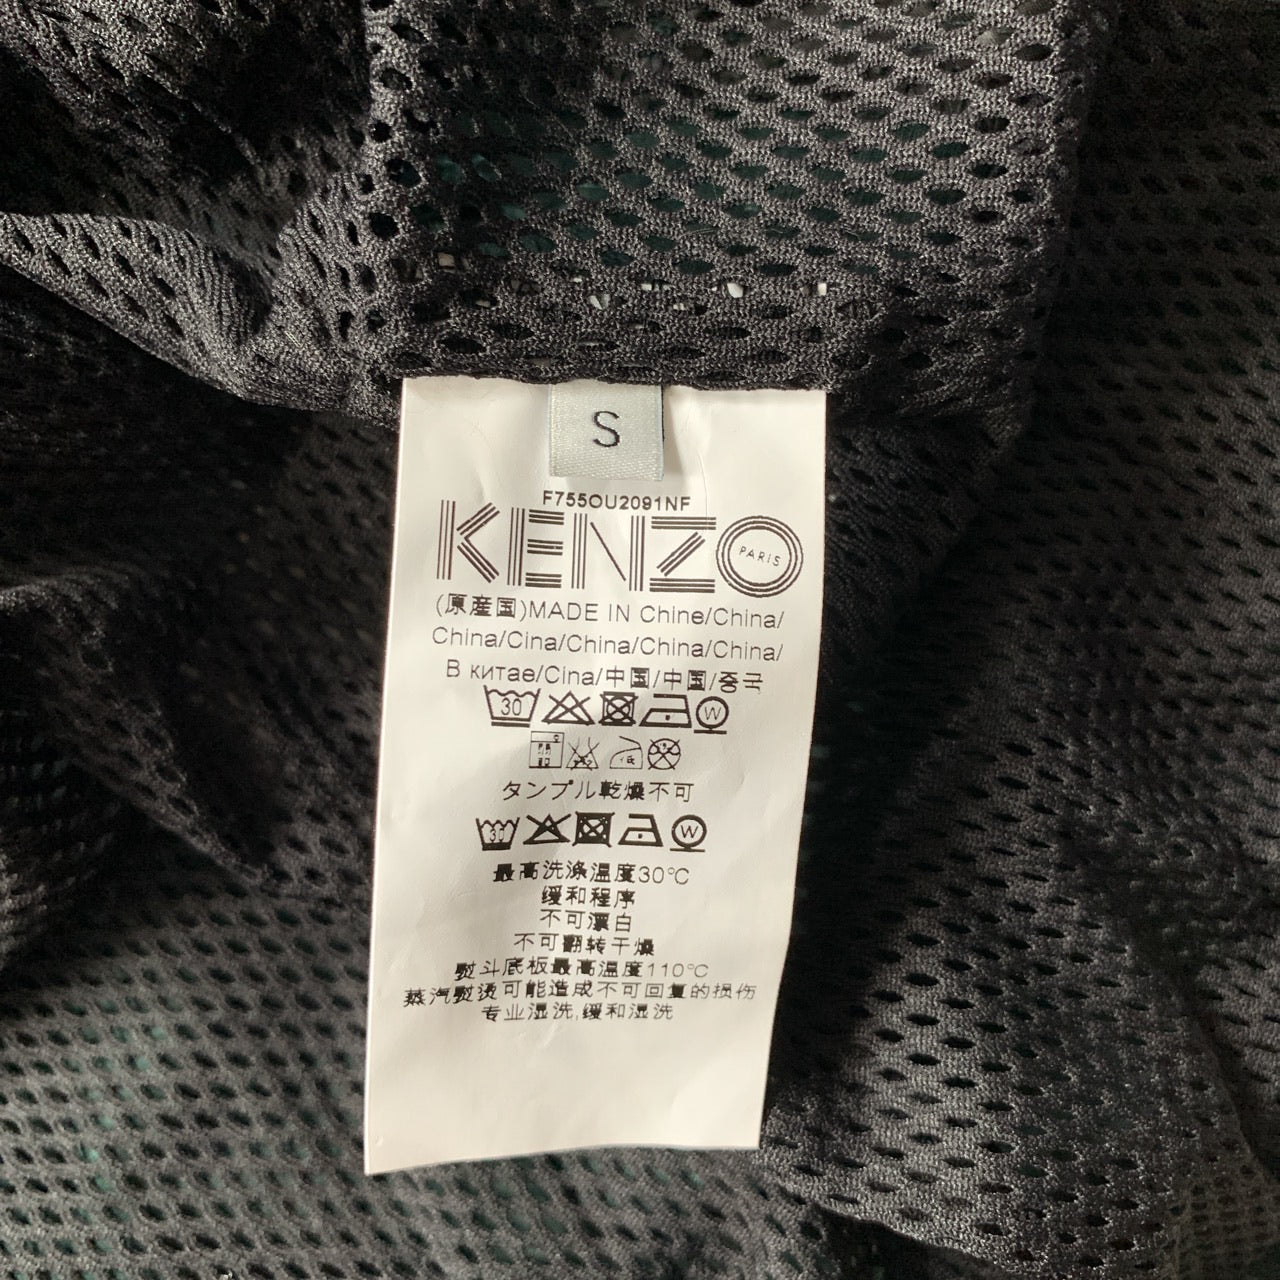 S
F755OU2091NF
KENZO
PARIS
(原産国)MADE IN Chine/China/
China/Cina/China/China/China/
В китае/Cina/中国/中國/중국
30
W
タンブル乾燥不可
30
W
最高洗涤温度30°C
缓和程序
不可漂白
不可翻转干燥
熨斗底板最高温度110°C
蒸汽熨烫可能造成不可回复的损伤
专业湿洗,缓和湿洗